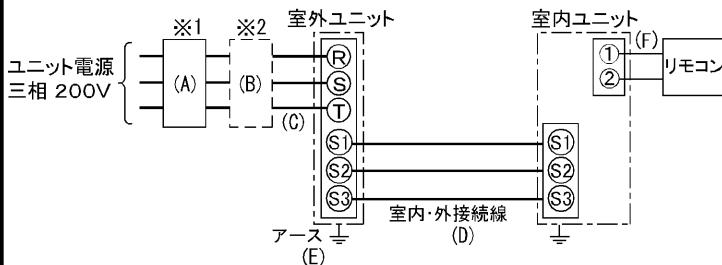 ※1
※2
室外ユニット
室内ユニット
ユニット電源
三相 200V
(A)
(B)
(C)
R
S
T
S1
S2
S3
室内・外接続線
(D)
アース
(E)
①
②
(F)
リモコン
S1
S2
S3